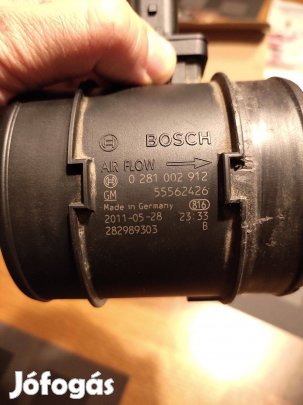 BOSCH
AIR FLOW
0 281 002 912
GM 55562426
Made in Germany 816
2011-05-28 23:33
282989303 B
Jófogás